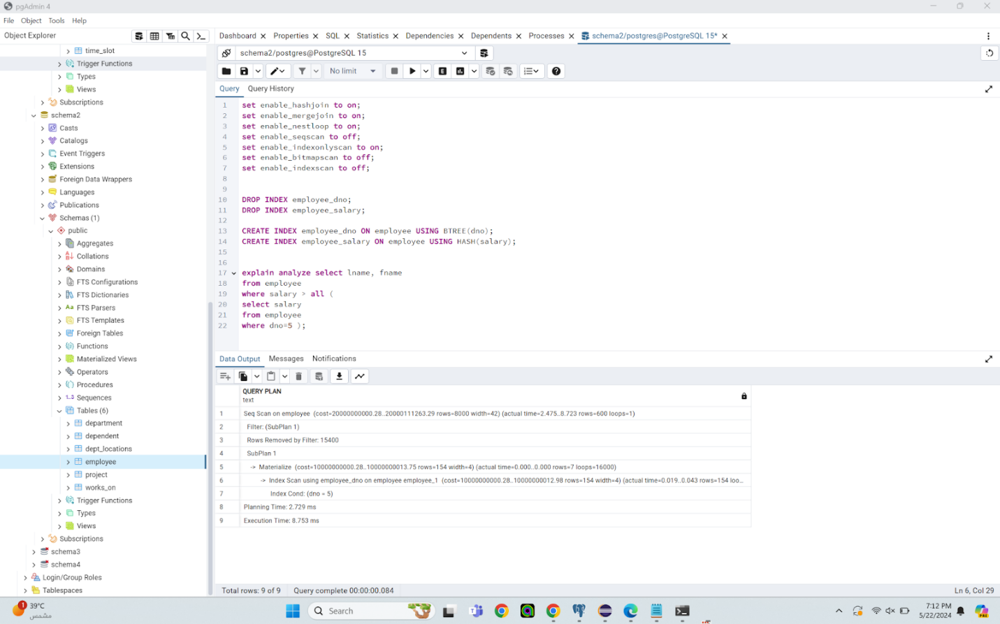 pgAdmin 4
File Object Tools Help
Object Explorer
time_slot
Trigger Functions
Types
Views
Subscriptions
schema2
Casts
Catalogs
Event Triggers
Extensions
Foreign Data Wrappers
Languages
Publications
Schemas (1)
public
Aggregates
Collations
Domains
FTS Configurations
FTS Dictionaries
FTS Parsers
FTS Templates
Foreign Tables
Functions
Materialized Views
Operators
Procedures
Sequences
Tables (6)
department
dependent
dept_locations
employee
project
works_on
Trigger Functions
Types
Views
Subscriptions
schema3
schema4
Login/Group Roles
Tablespaces
Dashboard Properties SQL Statistics Dependencies Dependents Processes schema2/postgres@PostgreSQL 15*
schema2/postgres@PostgreSQL 15
No limit
Query Query History
1 set enable_hashjoin to on;
2 set enable_mergejoin to on;
3 set enable_nestloop to on;
4 set enable_seqscan to off;
5 set enable_indexonlyscan to on;
6 set enable_bitmapscan to off;
7 set enable_indexscan to off;
8
9
10 DROP INDEX employee_dno;
11 DROP INDEX employee_salary;
12
13 CREATE INDEX employee_dno ON employee USING BTREE(dno);
14 CREATE INDEX employee_salary ON employee USING HASH(salary);
15
16
17 explain analyze select lname, fname
18 from employee
19 where salary > all (
20 select salary
21 from employee
22 where dno=5 );
Data Output Messages Notifications
QUERY PLAN
text
1 Seq Scan on employee (cost=20000000000.28..20000111263.29 rows=8000 width=42) (actual time=2.475..8.723 rows=600 loops=1)
2 Filter: (SubPlan 1)
3 Rows Removed by Filter: 15400
4 SubPlan 1
5 -> Materialize (cost=10000000000.28..10000000013.75 rows=154 width=4) (actual time=0.000..0.000 rows=7 loops=16000)
6 -> Index Scan using employee_dno on employee employee_1 (cost=10000000000.28..10000000012.98 rows=154 width=4) (actual time=0.019..0.043 rows=154 loo...
7 Index Cond: (dno = 5)
8 Planning Time: 2.729 ms
9 Execution Time: 8.753 ms
Total rows: 9 of 9 Query complete 00:00:00.084 Ln 6, Col 29
1
39°C
مشمس
Search
7:12 PM
5/22/2024
PRE